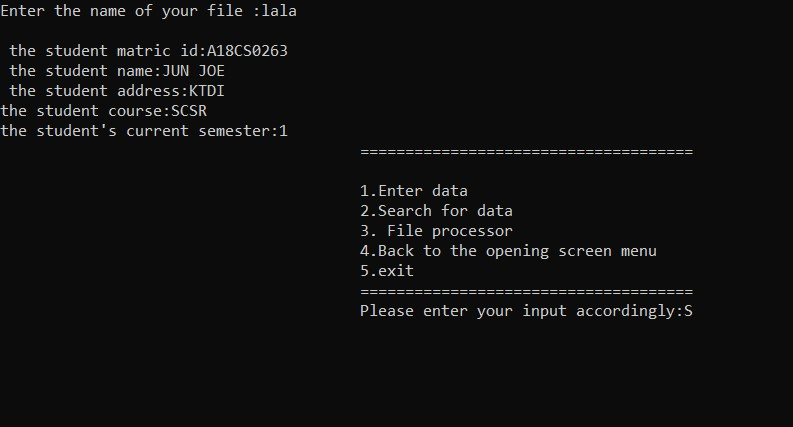 Enter the name of your file :lala
the student matric id:A18CS0263
the student name:JUN JOE
the student address:KTDI
the student course:SCSR
the student's current semester:1
=====================================
1.Enter data
2.Search for data
3. File processor
4.Back to the opening screen menu
5.exit
=====================================
Please enter your input accordingly:S